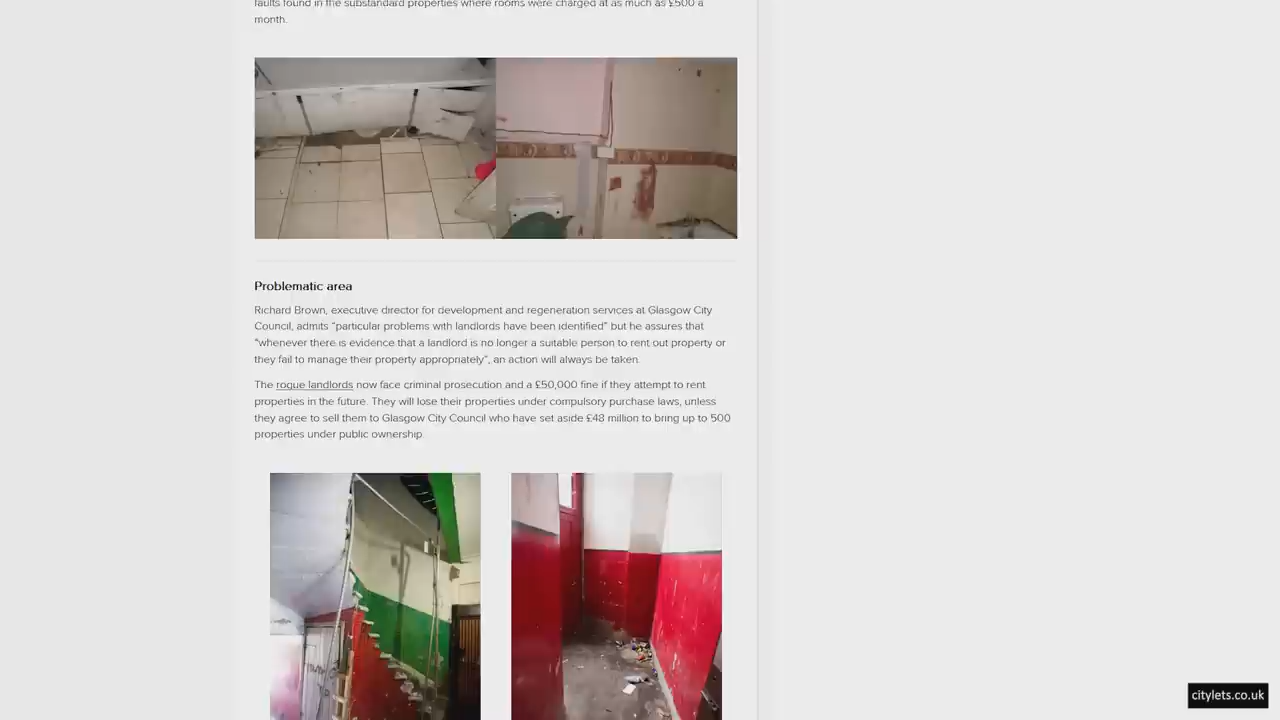 faults found in the substandard properties where rooms were charged at as much as £500 a
month.
Problematic area
Richard Brown, executive director for development and regeneration services at Glasgow City
Council, admits “particular problems with landlords have been identified” but he assures that
“whenever there is evidence that a landlord is no longer a suitable person to rent out property or
they fail to manage their property appropriately”, an action will always be taken.
The rogue landlords now face criminal prosecution and a £50,000 fine if they attempt to rent
properties in the future. They will lose their properties under compulsory purchase laws, unless
they agree to sell them to Glasgow City Council who have set aside £48 million to bring up to 500
properties under public ownership.
citylets.co.uk